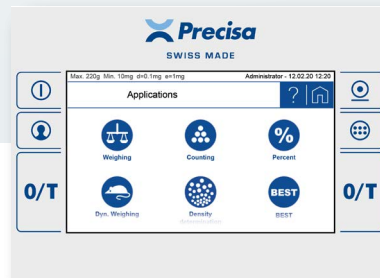 Precisa
SWISS MADE
Max. 220g Min. 10mg d=0.1mg e=1mg Administrator - 12.02.20 12:20
Applications ?
%
Weighing Counting Percent
0/T 0/T
BEST
Dyn. Weighing Density BEST